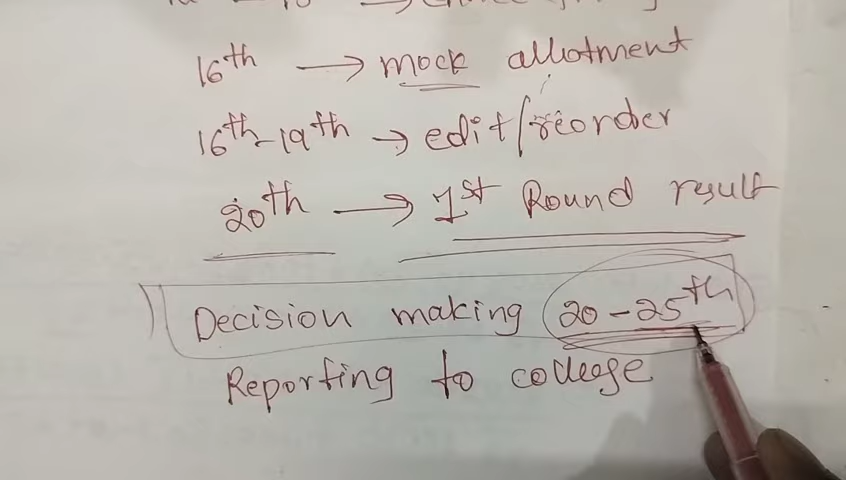 16th → mock allotment
16th-19th → edit/reorder
20th → 1st Round result
Decision making 20-25th
Reporting to college